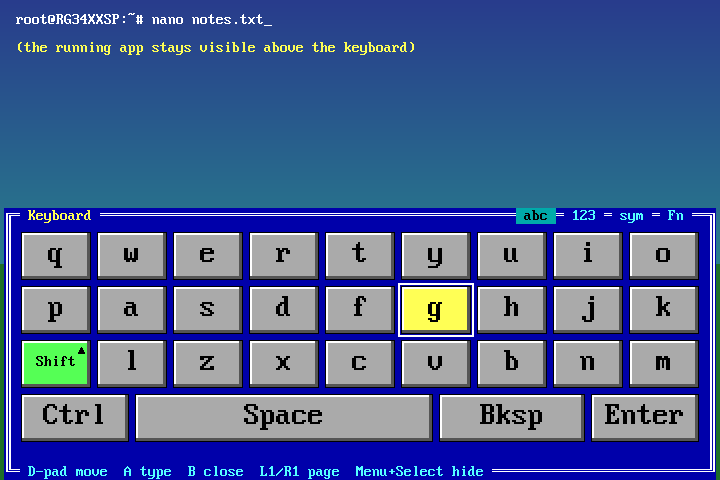 root@RG34XXSP:~# nano notes.txt_
(the running app stays visible above the keyboard)
Keyboard abc 123 sym Fn
q w e r t y u i o
p a s d f g h j k
Shift▲ l z x c v b n m
Ctrl Space Bksp Enter
D-pad move A type B close L1/R1 page Menu+Select hide